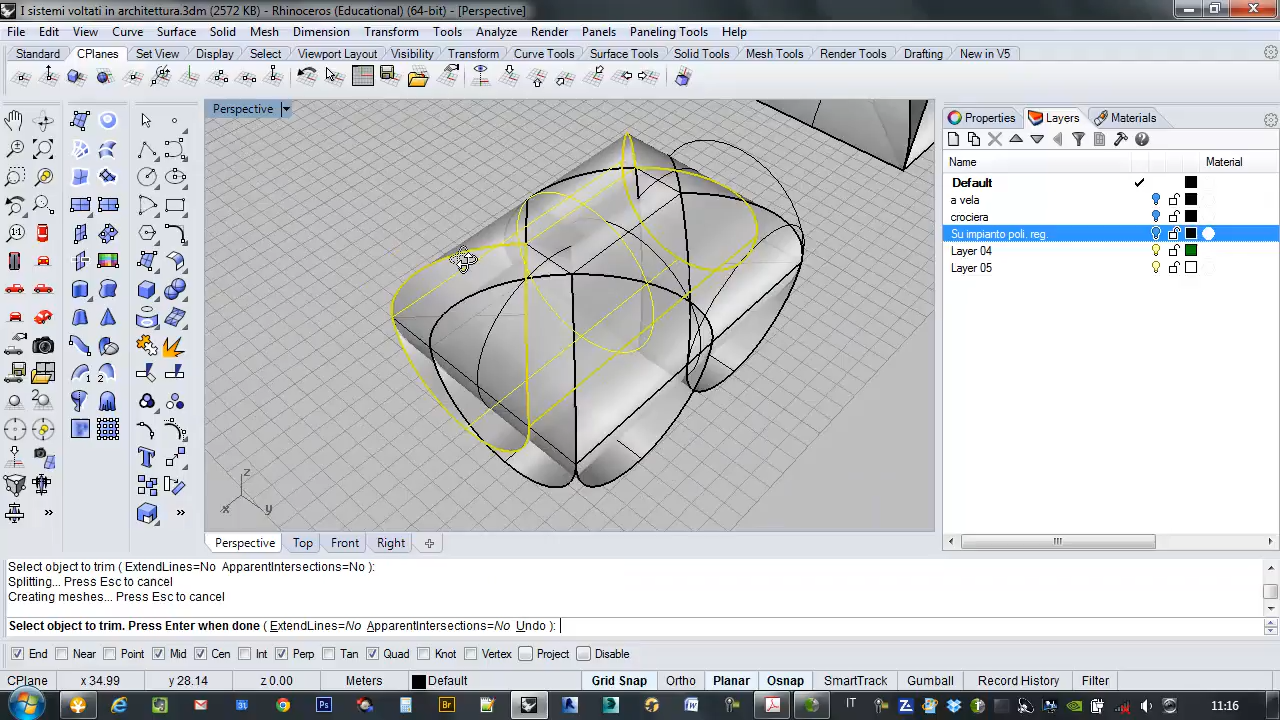 I sistemi voltati in architettura.3dm (2572 KB) - Rhinoceros (Educational) (64-bit) - [Perspective]
File Edit View Curve Surface Solid Mesh Dimension Transform Tools Analyze Render Panels Paneling Tools Help
Standard CPlanes Set View Display Select Viewport Layout Visibility Transform Curve Tools Surface Tools Solid Tools Mesh Tools Render Tools Drafting New in V5
Perspective
Properties Layers Materials
Name Material
Default
a vela
crociera
Su impianto poli. reg.
Layer 04
Layer 05
z
x y
Perspective Top Front Right
Select object to trim ( ExtendLines=No ApparentIntersections=No ):
Splitting... Press Esc to cancel
Creating meshes... Press Esc to cancel
Select object to trim. Press Enter when done ( ExtendLines=No ApparentIntersections=No Undo ):
End Near Point Mid Cen Int Perp Tan Quad Knot Vertex Project Disable
CPlane x 34.99 y 28.14 z 0.00 Meters Default Grid Snap Ortho Planar Osnap SmartTrack Gumball Record History Filter
IT 11:16